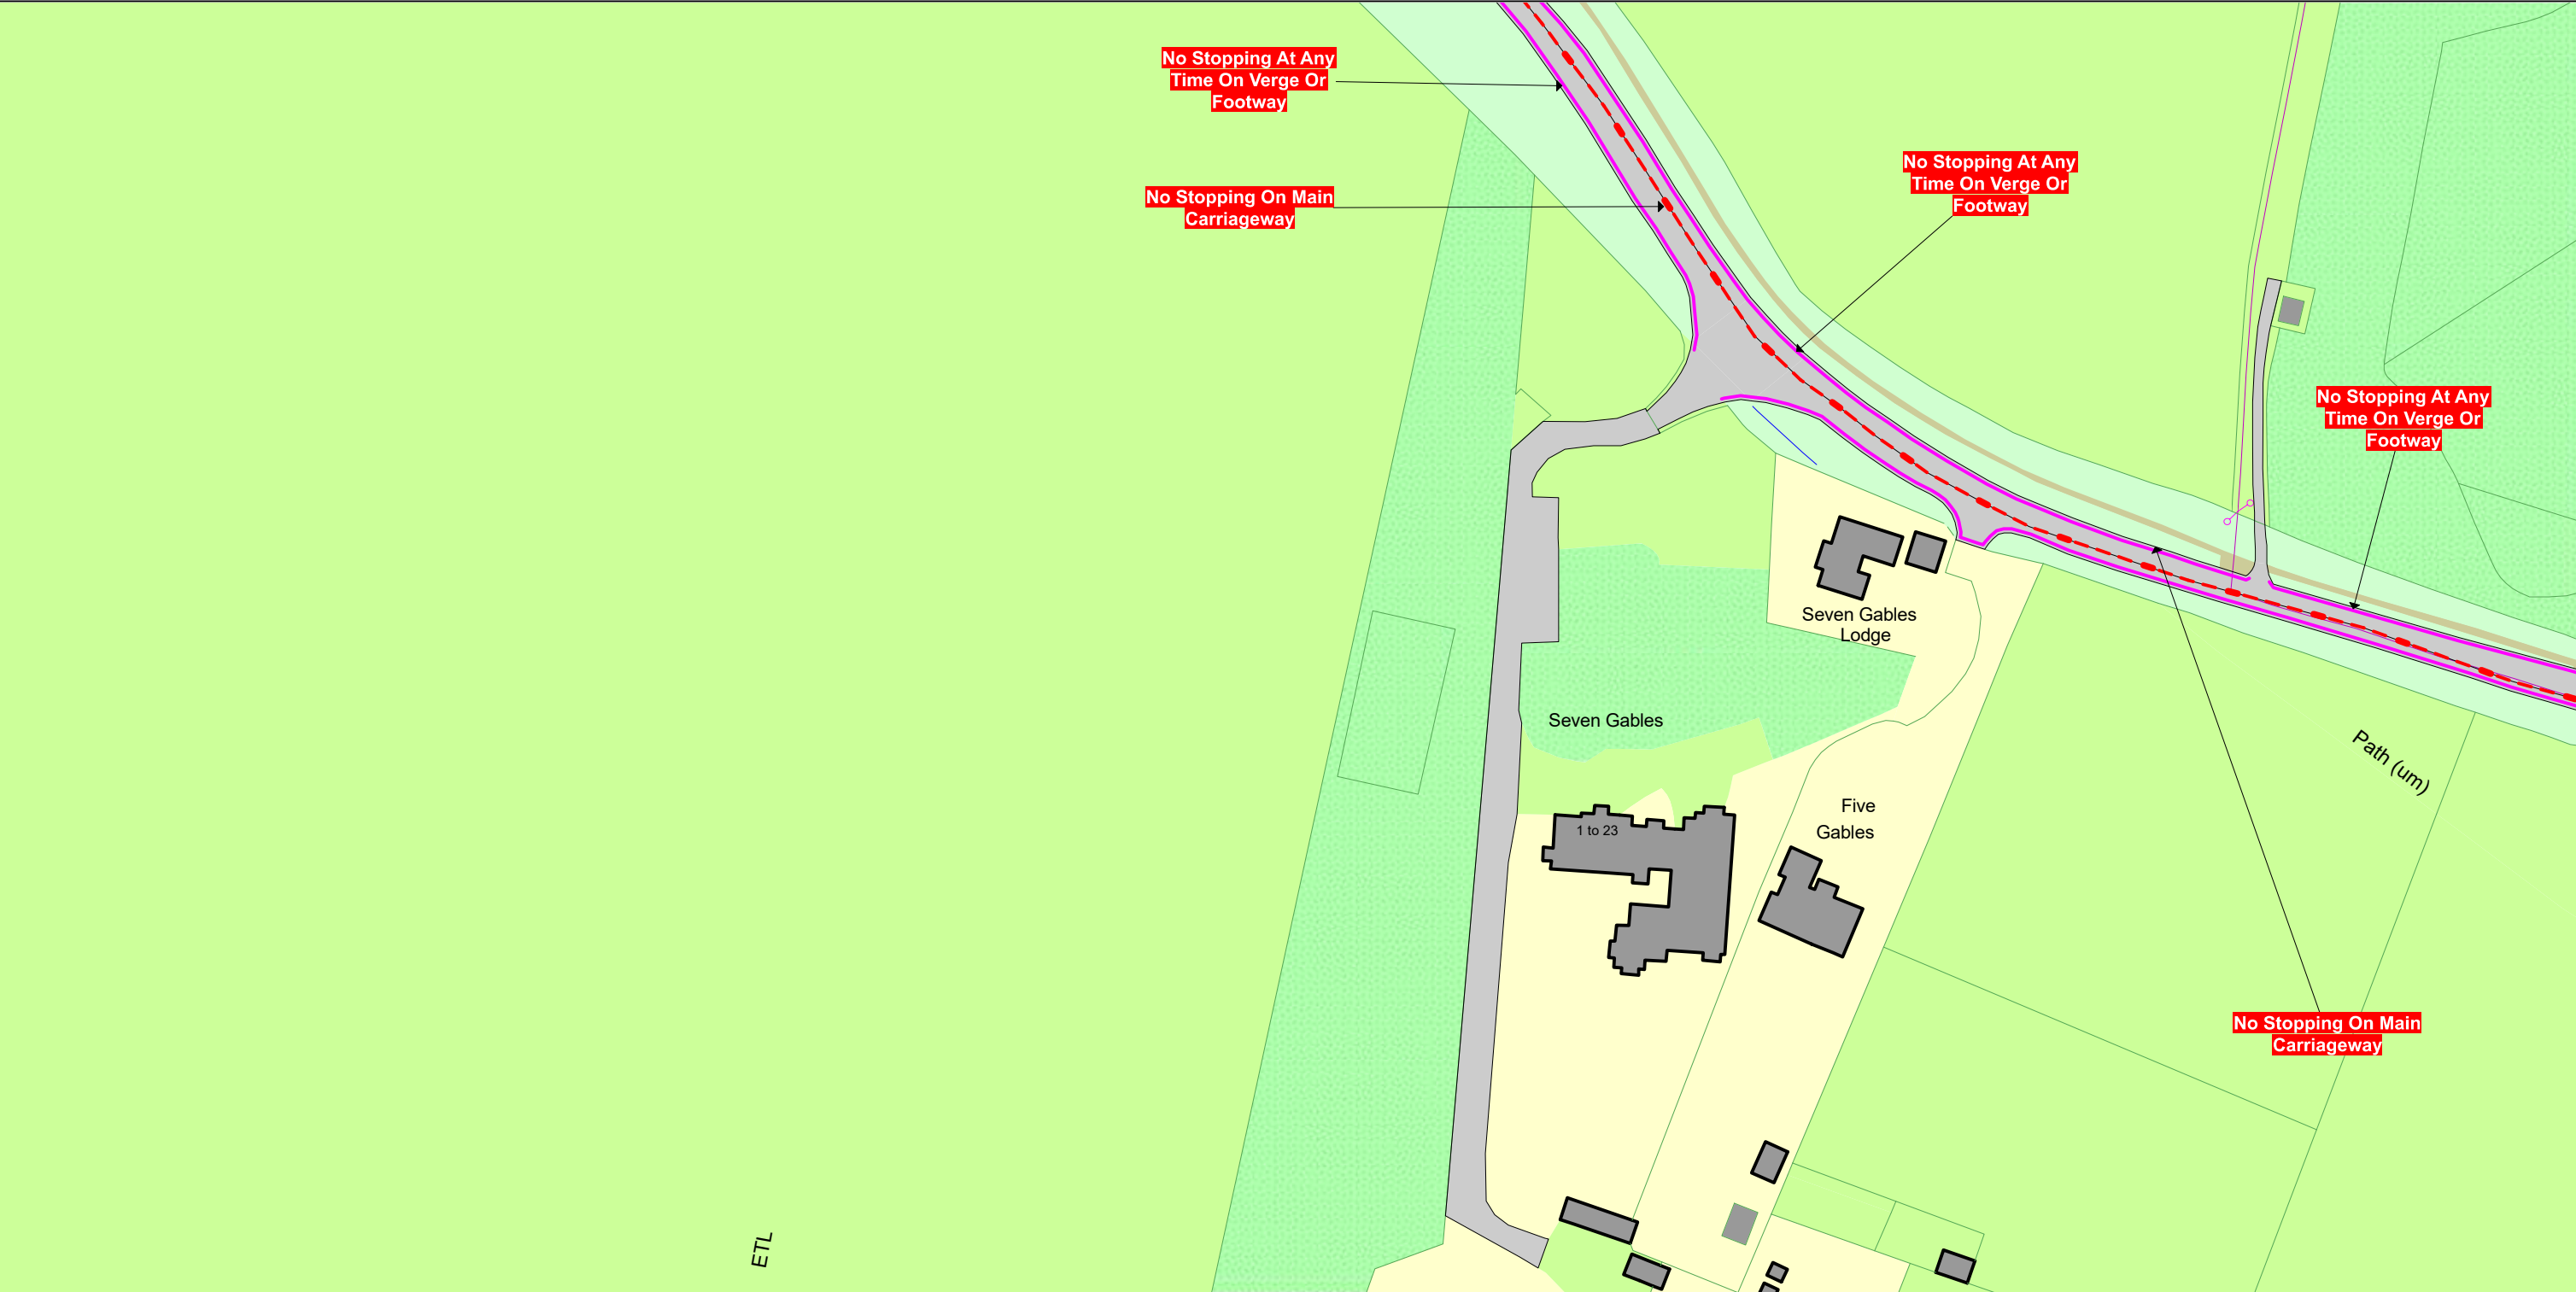 No Stopping At Any
Time On Verge Or
Footway
No Stopping On Main
Carriageway
No Stopping At Any
Time On Verge Or
Footway
No Stopping At Any
Time On Verge Or
Footway
Seven Gables
Lodge
Seven Gables
Path (um)
Five
Gables
1 to 23
No Stopping On Main
Carriageway
ETL